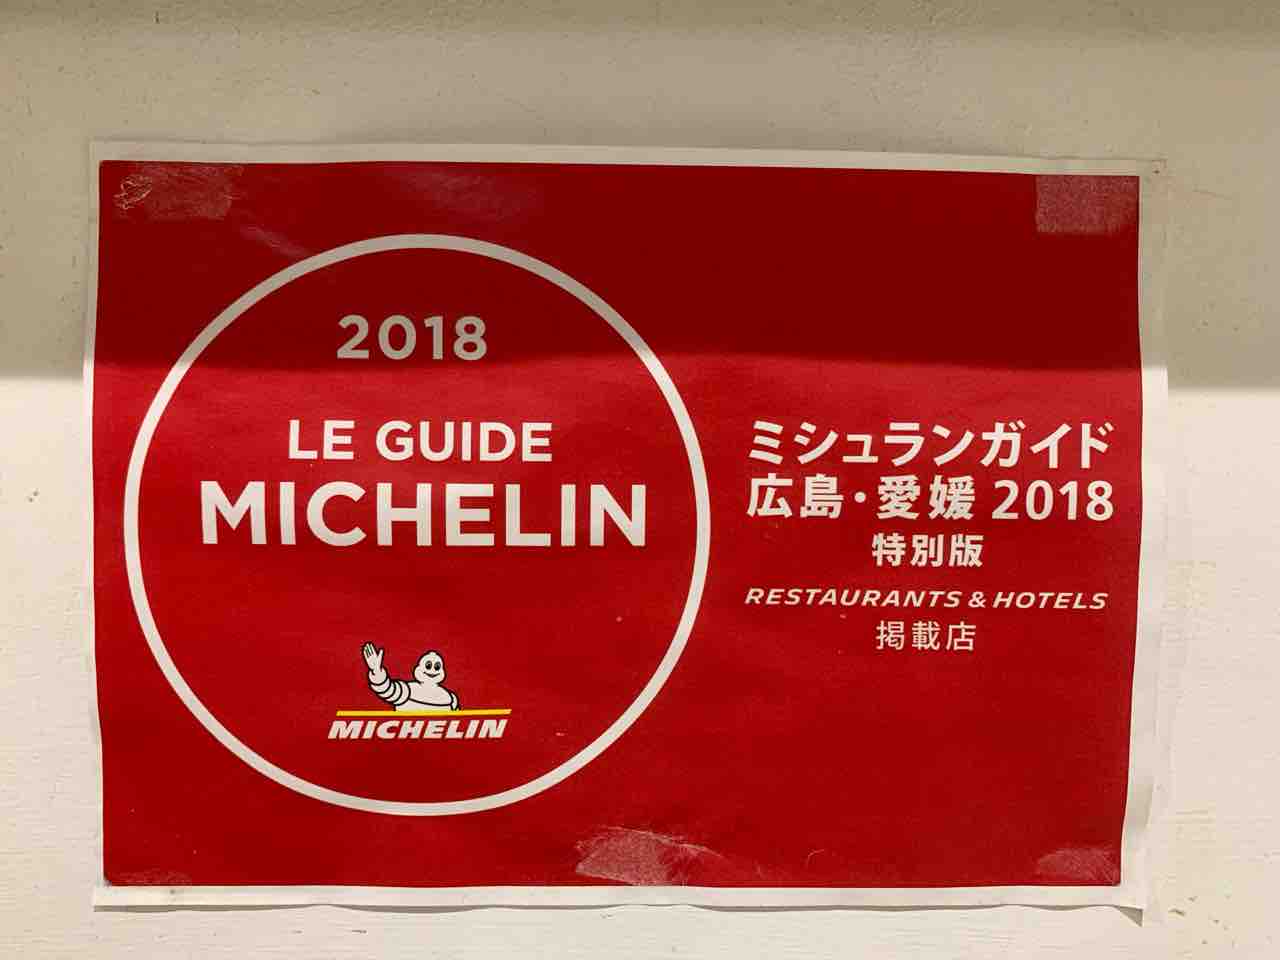 2018
LE GUIDE
MICHELIN
MICHELIN
ミシュランガイド
広島・愛媛 2018
特別版
RESTAURANTS & HOTELS
掲載店